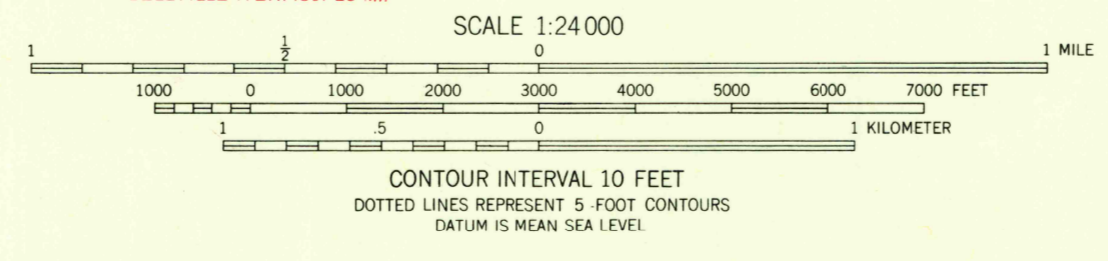 SCALE 1:24 000
1 1/2 0 1 MILE
1000 0 1000 2000 3000 4000 5000 6000 7000 FEET
1 .5 0 1 KILOMETER
CONTOUR INTERVAL 10 FEET
DOTTED LINES REPRESENT 5-FOOT CONTOURS
DATUM IS MEAN SEA LEVEL